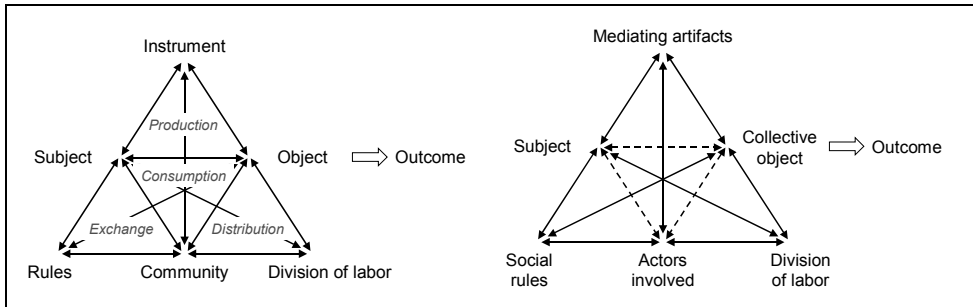 Instrument
Production
Subject
Object
Outcome
Consumption
Exchange
Distribution
Rules
Community
Division of labor
Mediating artifacts
Subject
Collective
object
Outcome
Social
rules
Actors
involved
Division
of labor